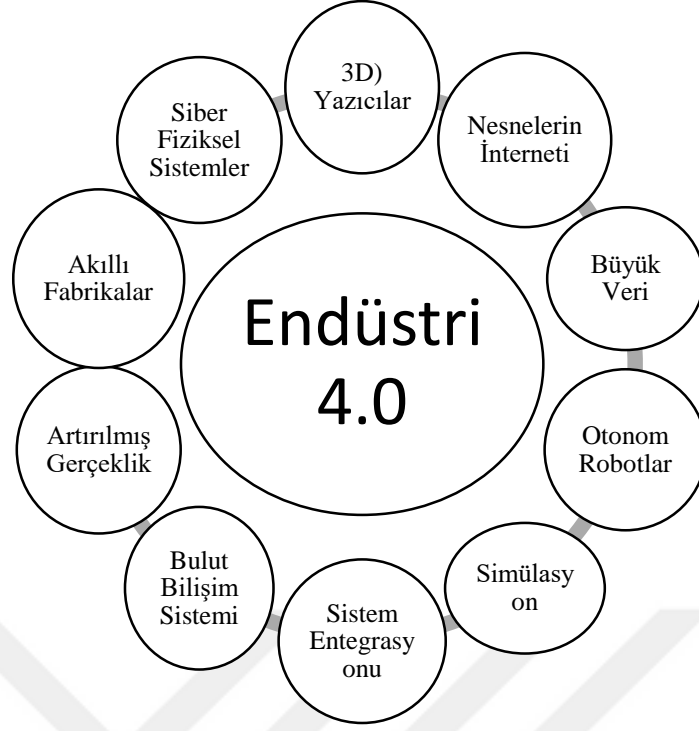 3D)
Yazıcılar
Nesnelerin
İnterneti
Büyük
Veri
Otonom
Robotlar
Simülasy
on
Sistem
Entegrasy
onu
Bulut
Bilişim
Sistemi
Artırılmış
Gerçeklik
Akıllı
Fabrikalar
Siber
Fiziksel
Sistemler
Endüstri
4.0